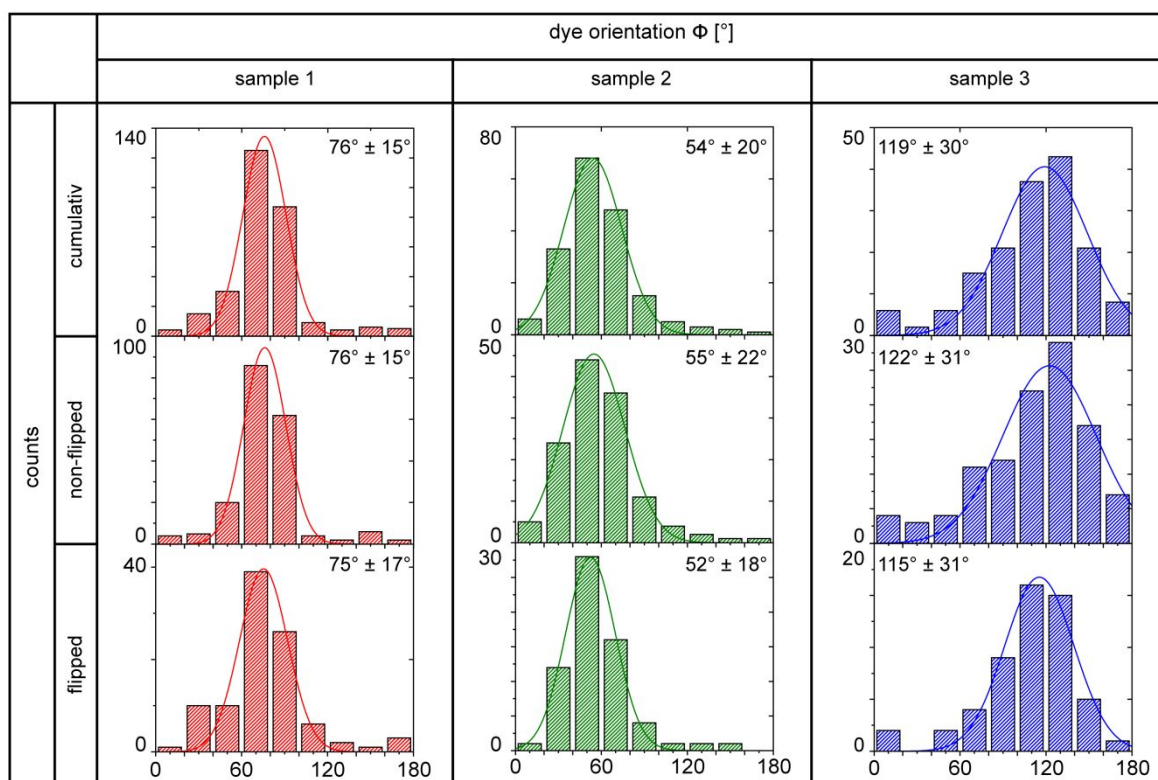 dye orientation Φ [°]
sample 1
sample 2
sample 3
counts
cumulativ
140
0
76° ± 15°
80
0
54° ± 20°
50
0
119° ± 30°
non-flipped
100
0
76° ± 15°
50
0
55° ± 22°
30
0
122° ± 31°
flipped
40
0
75° ± 17°
30
0
52° ± 18°
20
0
115° ± 31°
0 60 120 180
0 60 120 180
0 60 120 180